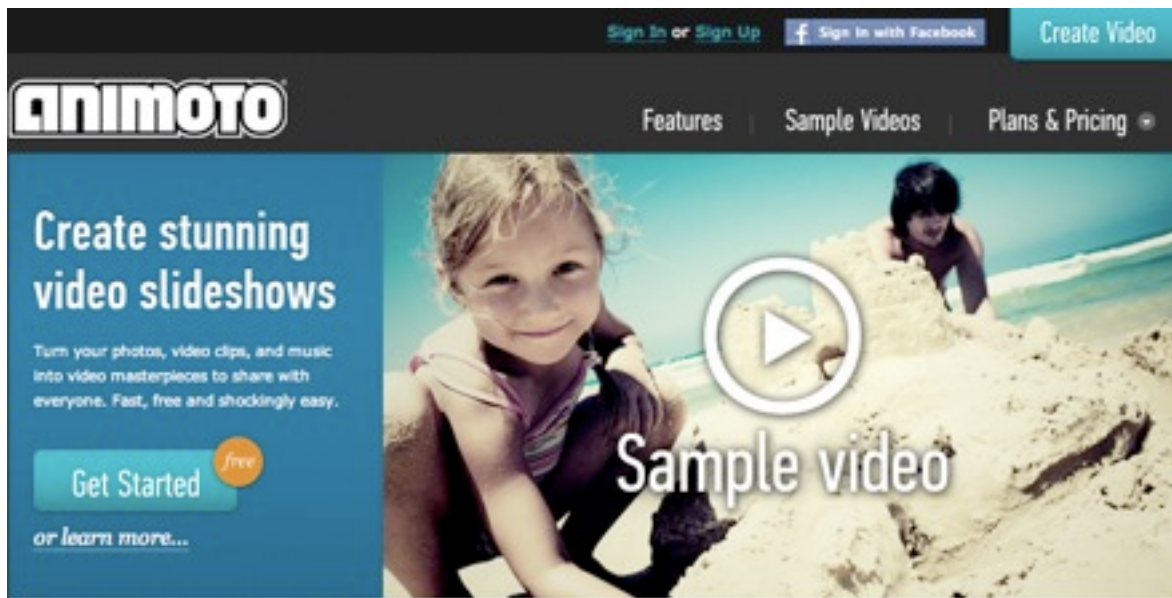 Sign In or Sign Up
f Sign In with Facebook
Create Video
ANIMOTO
Features
Sample Videos
Plans & Pricing
Create stunning
video slideshows
Turn your photos, video clips, and music
into video masterpieces to share with
everyone. Fast, free and shockingly easy.
Get Started
free
or learn more...
Sample video